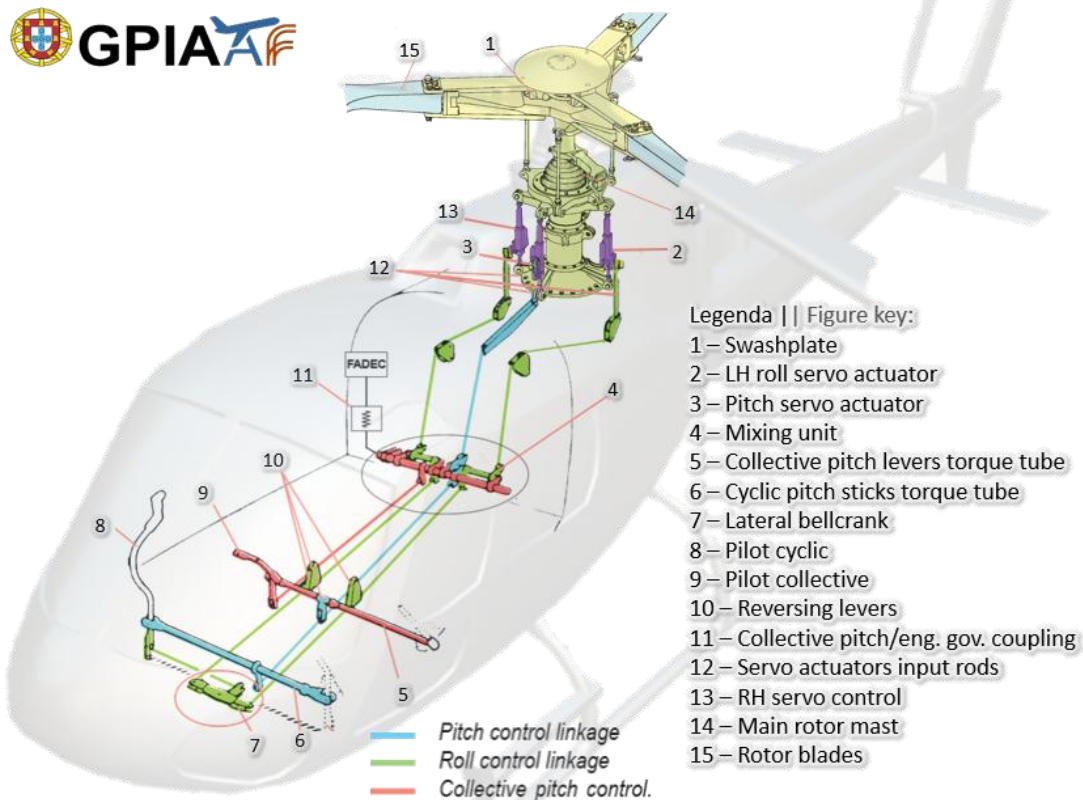 GPIAAF
15
1
13
14
3
2
12
Legenda || Figure key:
1 – Swashplate
2 – LH roll servo actuator
3 – Pitch servo actuator
4 – Mixing unit
5 – Collective pitch levers torque tube
6 – Cyclic pitch sticks torque tube
7 – Lateral bellcrank
8 – Pilot cyclic
9 – Pilot collective
10 – Reversing levers
11 – Collective pitch/eng. gov. coupling
12 – Servo actuators input rods
13 – RH servo control
14 – Main rotor mast
15 – Rotor blades
FADEC
11
4
10
9
8
5
7
6
Pitch control linkage
Roll control linkage
Collective pitch control.